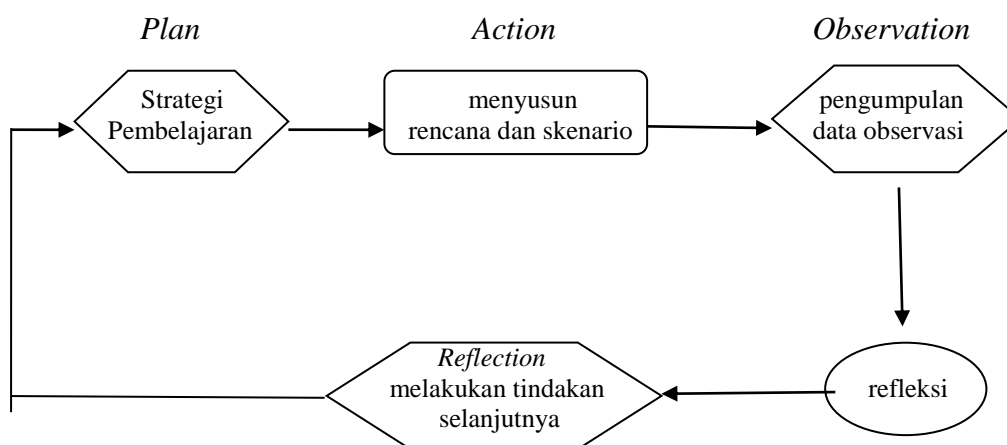 Plan
Action
Observation
Strategi
Pembelajaran
menyusun
rencana dan skenario
pengumpulan
data observasi
Reflection
melakukan tindakan
selanjutnya
refleksi